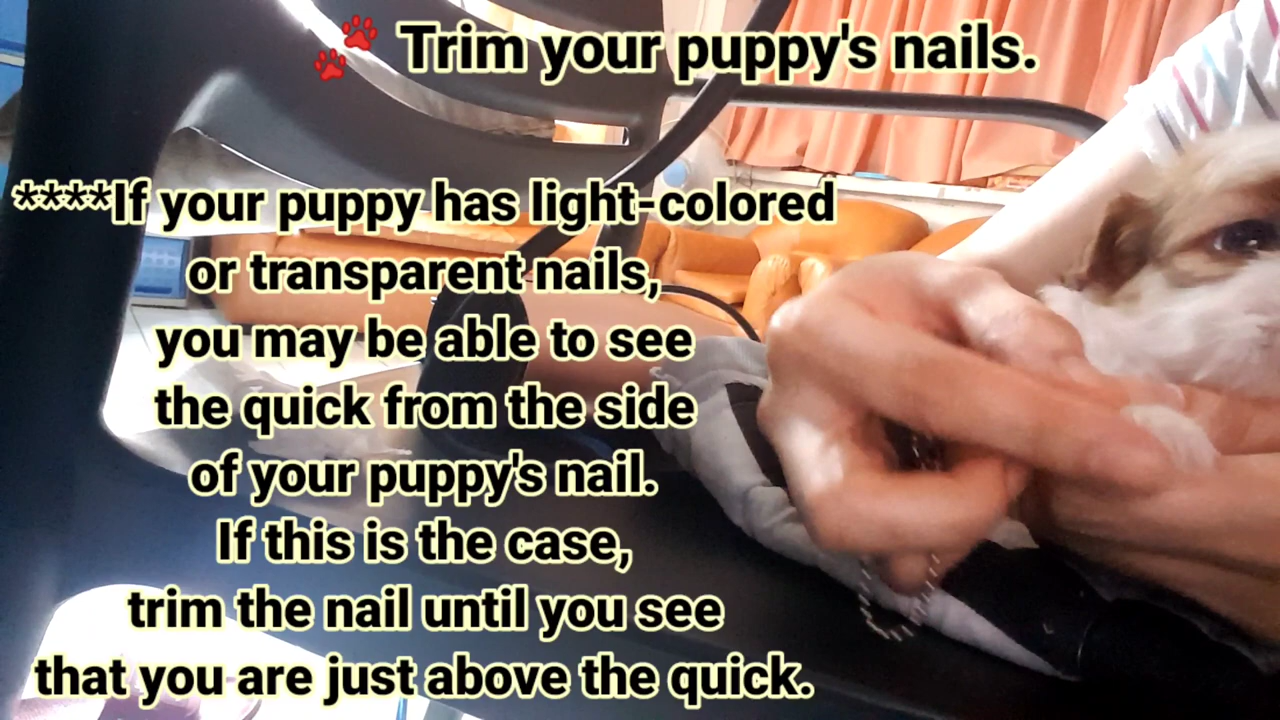 🐾 Trim your puppy's nails.
****If your puppy has light-colored
or transparent nails,
you may be able to see
the quick from the side
of your puppy's nail.
If this is the case,
trim the nail until you see
that you are just above the quick.